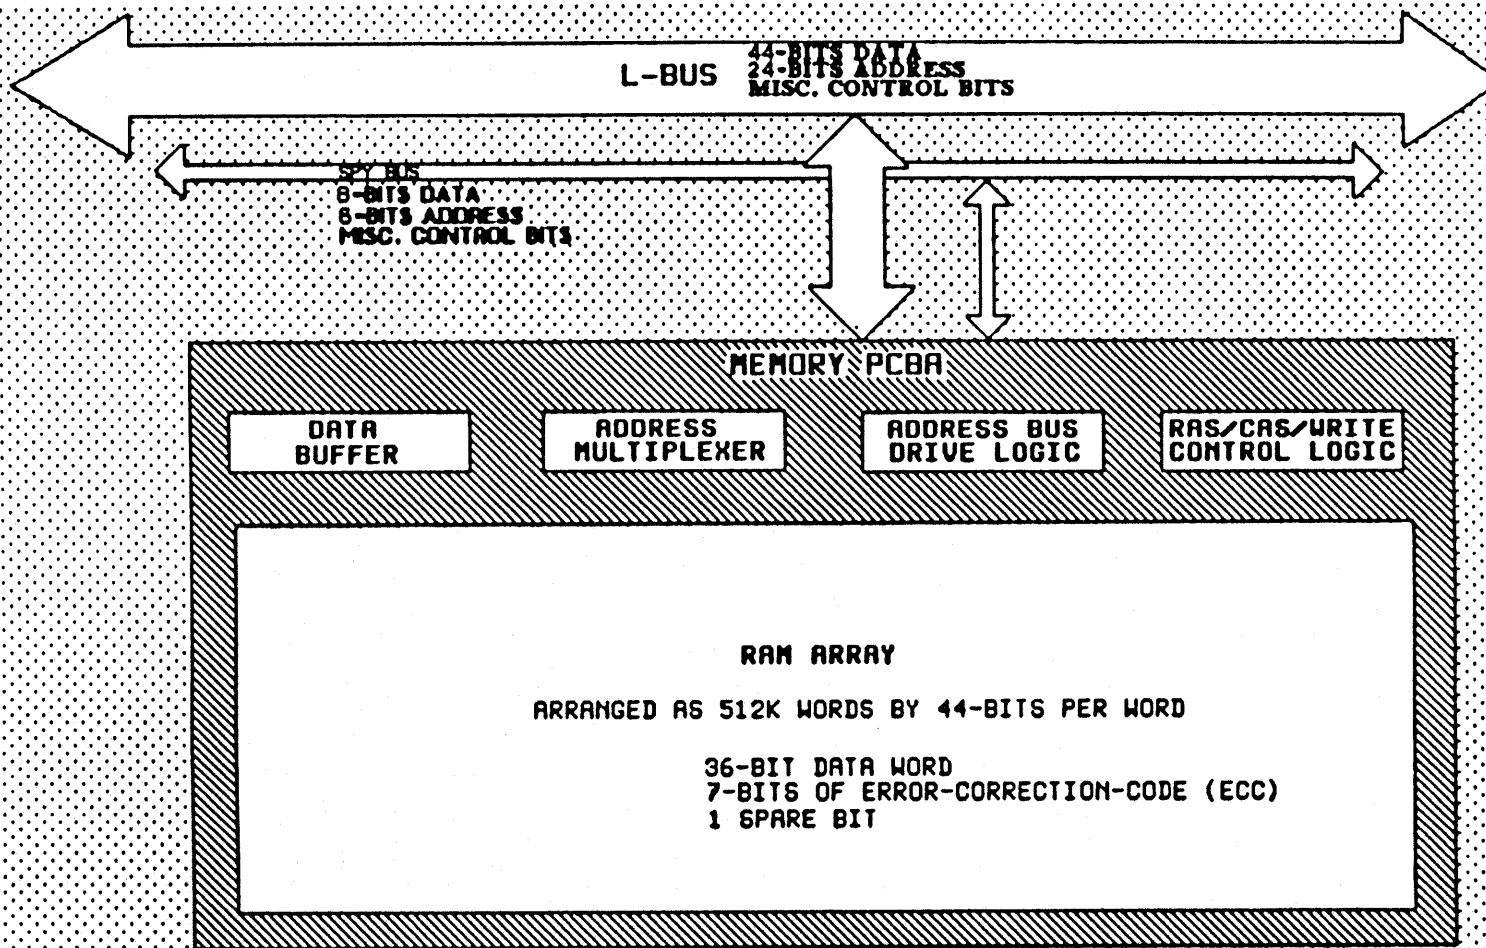 L-BUS
44-BITS DATA
24-BITS ADDRESS
MISC. CONTROL BITS
SPY BUS
8-BITS DATA
6-BITS ADDRESS
MISC. CONTROL BITS
MEMORY PCBA
DATA
BUFFER
ADDRESS
MULTIPLEXER
ADDRESS BUS
DRIVE LOGIC
RAS/CAS/WRITE
CONTROL LOGIC
RAM ARRAY
ARRANGED AS 512K WORDS BY 44-BITS PER WORD
36-BIT DATA WORD
7-BITS OF ERROR-CORRECTION-CODE (ECC)
1 SPARE BIT